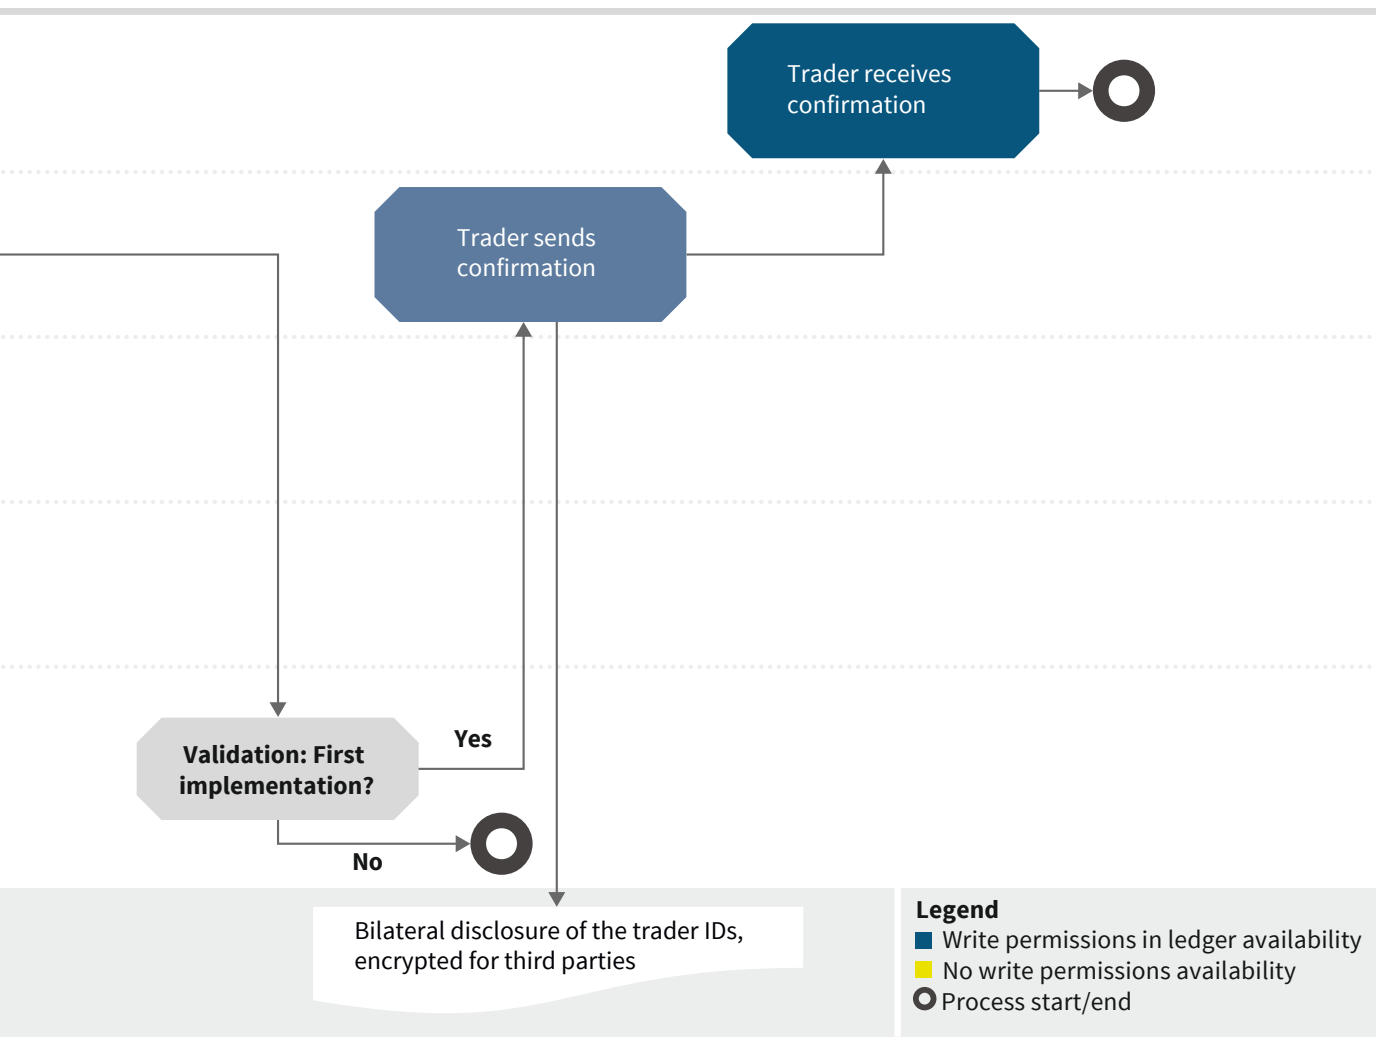 Trader receives
confirmation
Trader sends
confirmation
Yes
Validation: First
implementation?
No
Bilateral disclosure of the trader IDs,
encrypted for third parties
Legend
Write permissions in ledger availability
No write permissions availability
Process start/end